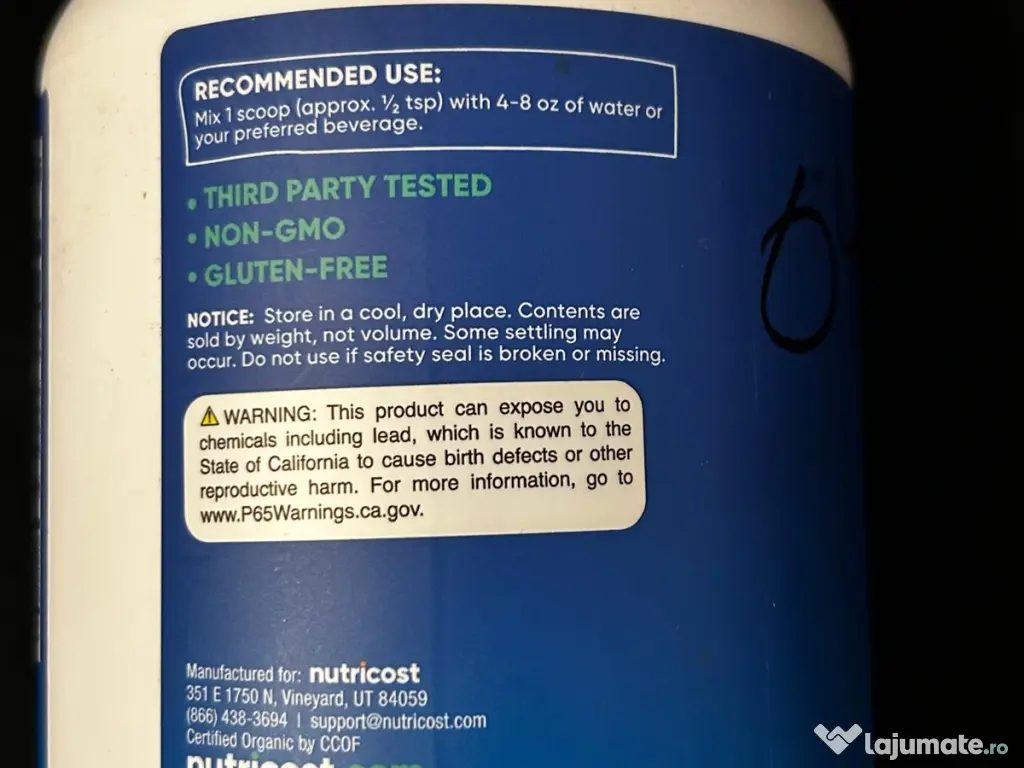 RECOMMENDED USE:
Mix 1 scoop (approx. ½ tsp) with 4-8 oz of water or
your preferred beverage.
• THIRD PARTY TESTED
• NON-GMO
• GLUTEN-FREE
NOTICE: Store in a cool, dry place. Contents are
sold by weight, not volume. Some settling may
occur. Do not use if safety seal is broken or missing.
⚠ WARNING: This product can expose you to
chemicals including lead, which is known to the
State of California to cause birth defects or other
reproductive harm. For more information, go to
www.P65Warnings.ca.gov.
Manufactured for: nutricost
351 E 1750 N, Vineyard, UT 84059
(866) 438-3694 | support@nutricost.com
Certified Organic by CCOF
nutricost.com
lajumate.ro